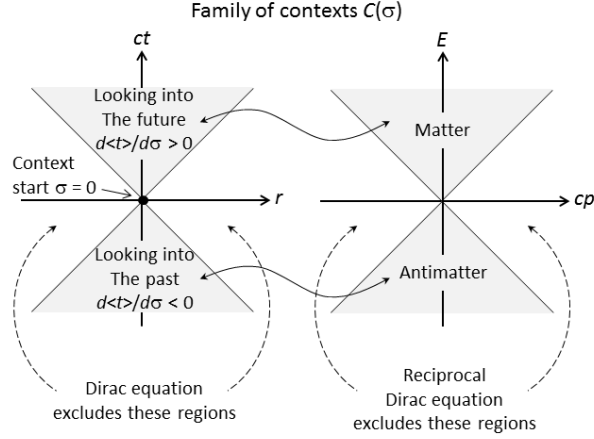 Family of contexts C(σ)
ct
E
Looking into
The future
d<t>/dσ > 0
Matter
Context
start σ = 0
r
cp
Looking into
The past
d<t>/dσ < 0
Antimatter
Dirac equation
excludes these regions
Reciprocal
Dirac equation
excludes these regions